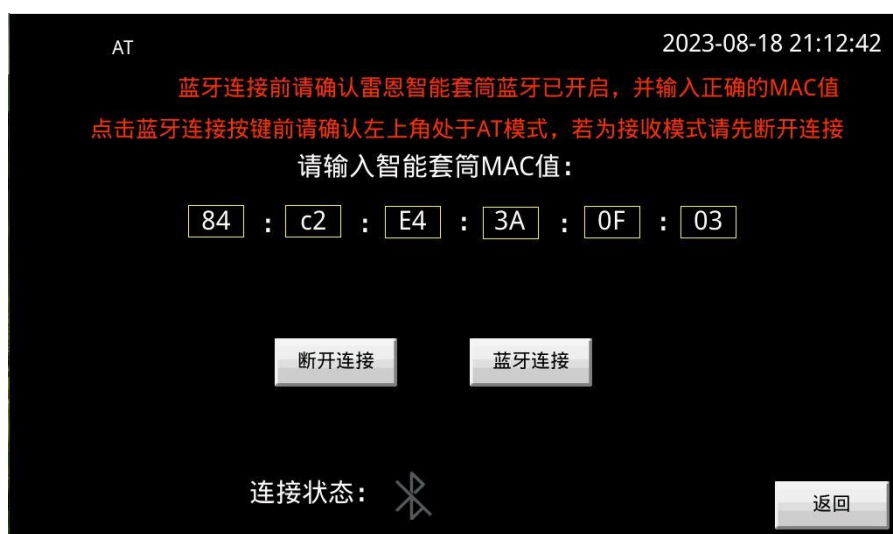 AT 2023-08-18 21:12:42
蓝牙连接前请确认雷恩智能套筒蓝牙已开启，并输入正确的MAC值
点击蓝牙连接按键前请确认左上角处于AT模式，若为接收模式请先断开连接
请输入智能套筒MAC值：
84 : c2 : E4 : 3A : 0F : 03
断开连接 蓝牙连接
连接状态：
返回